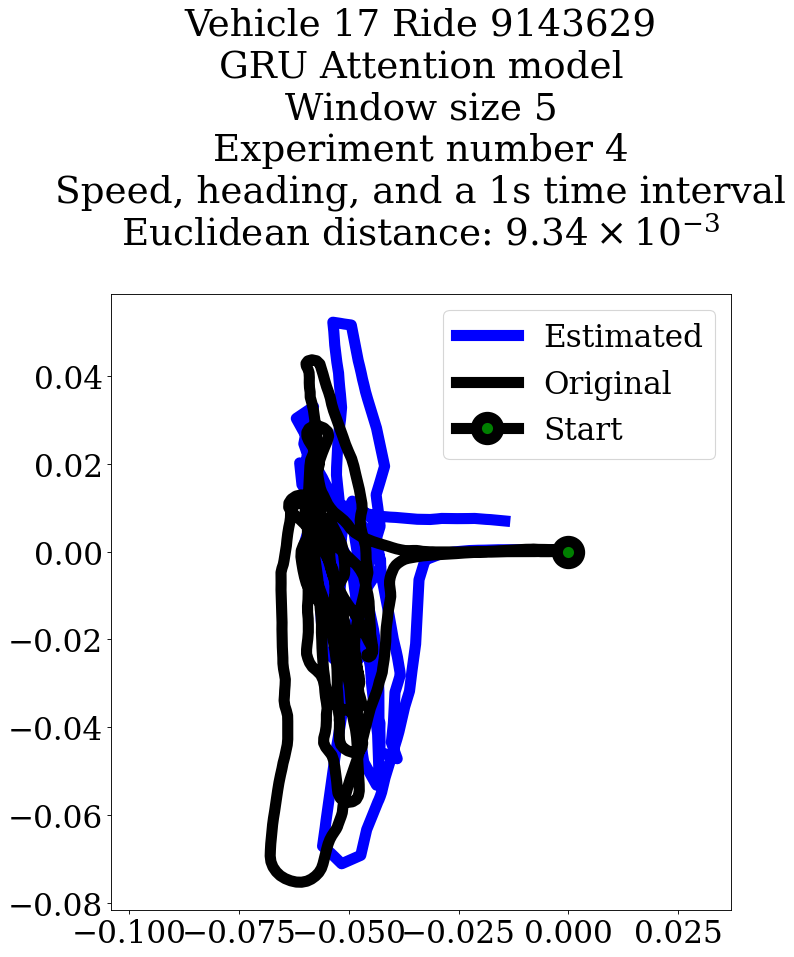 Vehicle 17 Ride 9143629
GRU Attention model
Window size 5
Experiment number 4
Speed, heading, and a 1s time interval
Euclidean distance: 9.34 × 10⁻³
Estimated
Original
Start
0.04
0.02
0.00
−0.02
−0.04
−0.06
−0.08
−0.100 −0.075 −0.050 −0.025 0.000 0.025